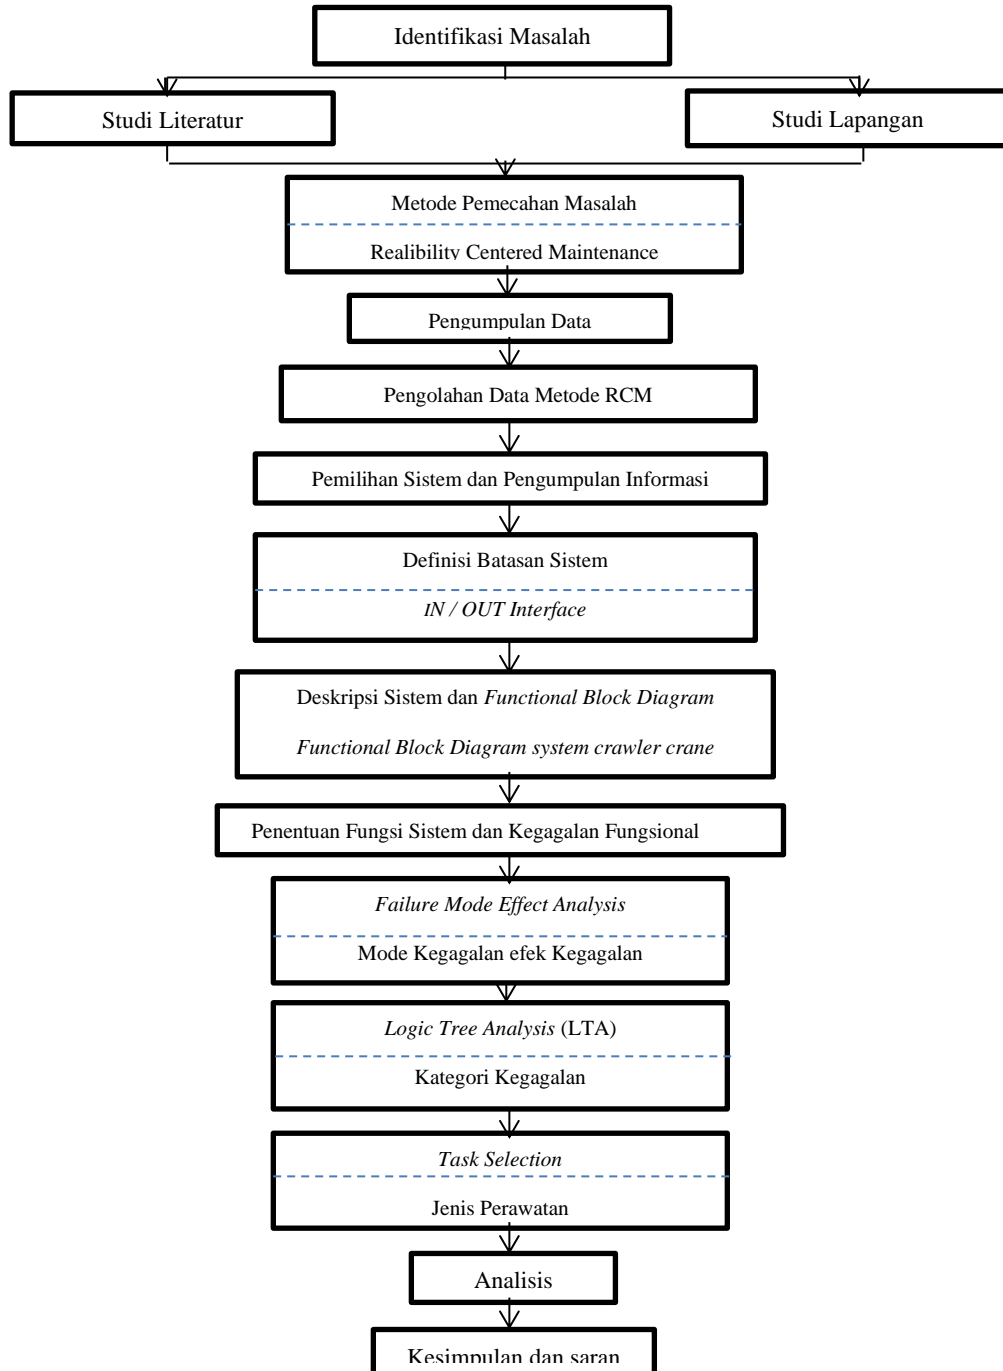 Identifikasi Masalah
Studi Literatur
Studi Lapangan
Metode Pemecahan Masalah
Realibility Centered Maintenance
Pengumpulan Data
Pengolahan Data Metode RCM
Pemilihan Sistem dan Pengumpulan Informasi
Definisi Batasan Sistem
IN / OUT Interface
Deskripsi Sistem dan Functional Block Diagram
Functional Block Diagram system crawler crane
Penentuan Fungsi Sistem dan Kegagalan Fungsional
Failure Mode Effect Analysis
Mode Kegagalan efek Kegagalan
Logic Tree Analysis (LTA)
Kategori Kegagalan
Task Selection
Jenis Perawatan
Analisis
Kesimpulan dan saran